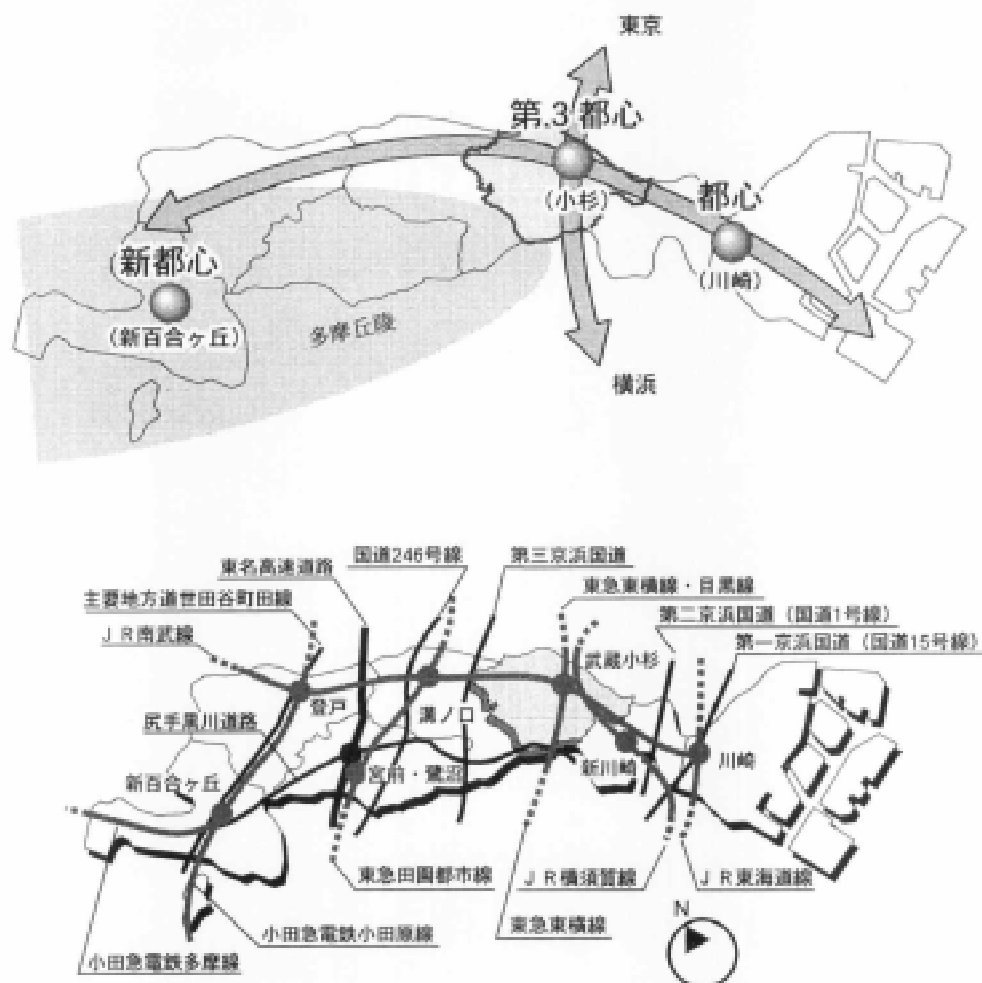 東京
第3都心
(小杉)
都心
(川崎)
新都心
(新百合ヶ丘)
多摩丘陵
横浜
国道246号線
第三京浜国道
東名高速道路
東急東横線・目黒線
主要地方道世田谷町田線
第二京浜国道(国道1号線)
JR南武線
第一京浜国道(国道15号線)
武蔵小杉
登戸
溝ノ口
尻手黒川道路
新百合ヶ丘
宮前・鷺沼
新川崎
川崎
東急田園都市線
JR横須賀線
JR東海道線
東急東横線
N
小田急電鉄小田原線
小田急電鉄多摩線